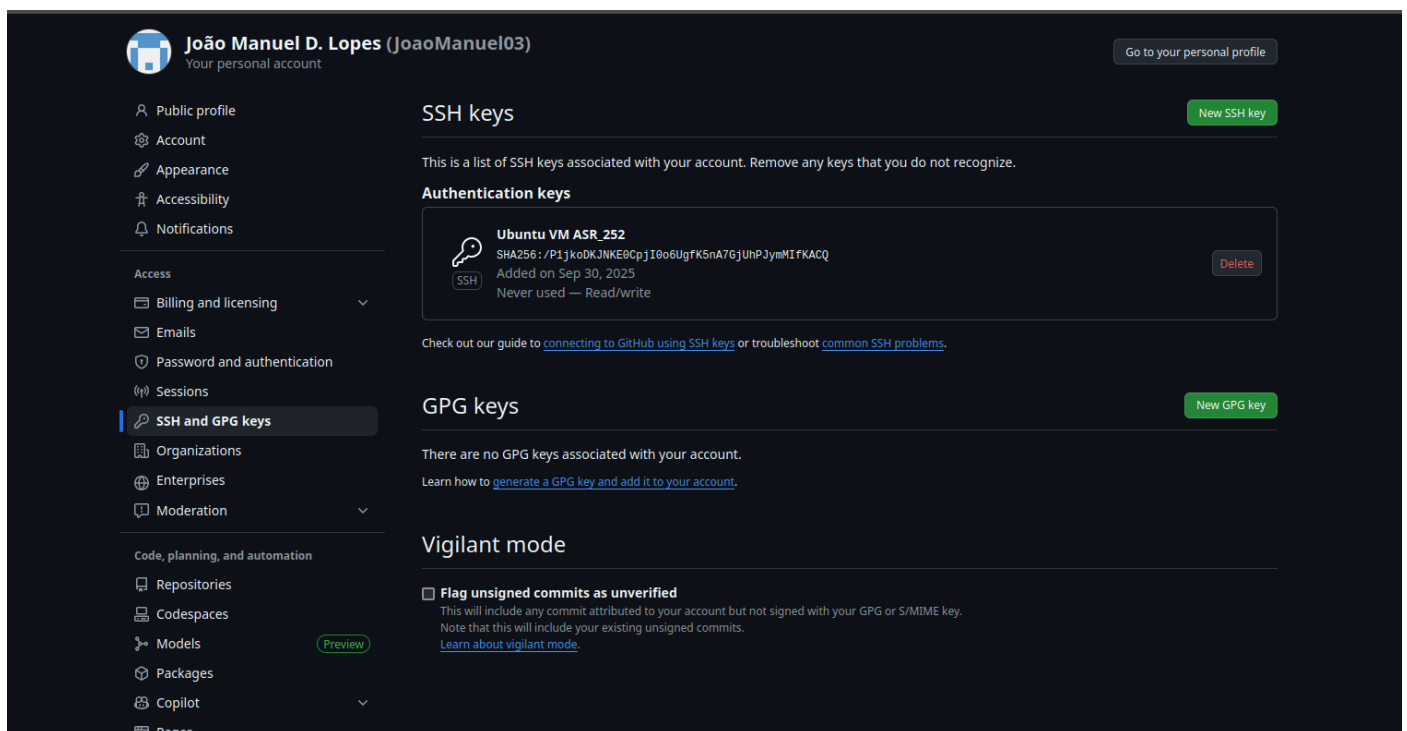 João Manuel D. Lopes (JoaoManuel03)
Your personal account
Go to your personal profile
Public profile
Account
Appearance
Accessibility
Notifications
Access
Billing and licensing
Emails
Password and authentication
Sessions
SSH and GPG keys
Organizations
Enterprises
Moderation
Code, planning, and automation
Repositories
Codespaces
Models Preview
Packages
Copilot
Pages
SSH keys
New SSH key
This is a list of SSH keys associated with your account. Remove any keys that you do not recognize.
Authentication keys
Ubuntu VM ASR_252
SHA256:/P1jkoDKJNKE0CpjI0o6UgfK5nA7GjUhPJymMIfKACQ
Added on Sep 30, 2025
Never used — Read/write
SSH
Delete
Check out our guide to connecting to GitHub using SSH keys or troubleshoot common SSH problems.
GPG keys
New GPG key
There are no GPG keys associated with your account.
Learn how to generate a GPG key and add it to your account.
Vigilant mode
Flag unsigned commits as unverified
This will include any commit attributed to your account but not signed with your GPG or S/MIME key.
Note that this will include your existing unsigned commits.
Learn about vigilant mode.